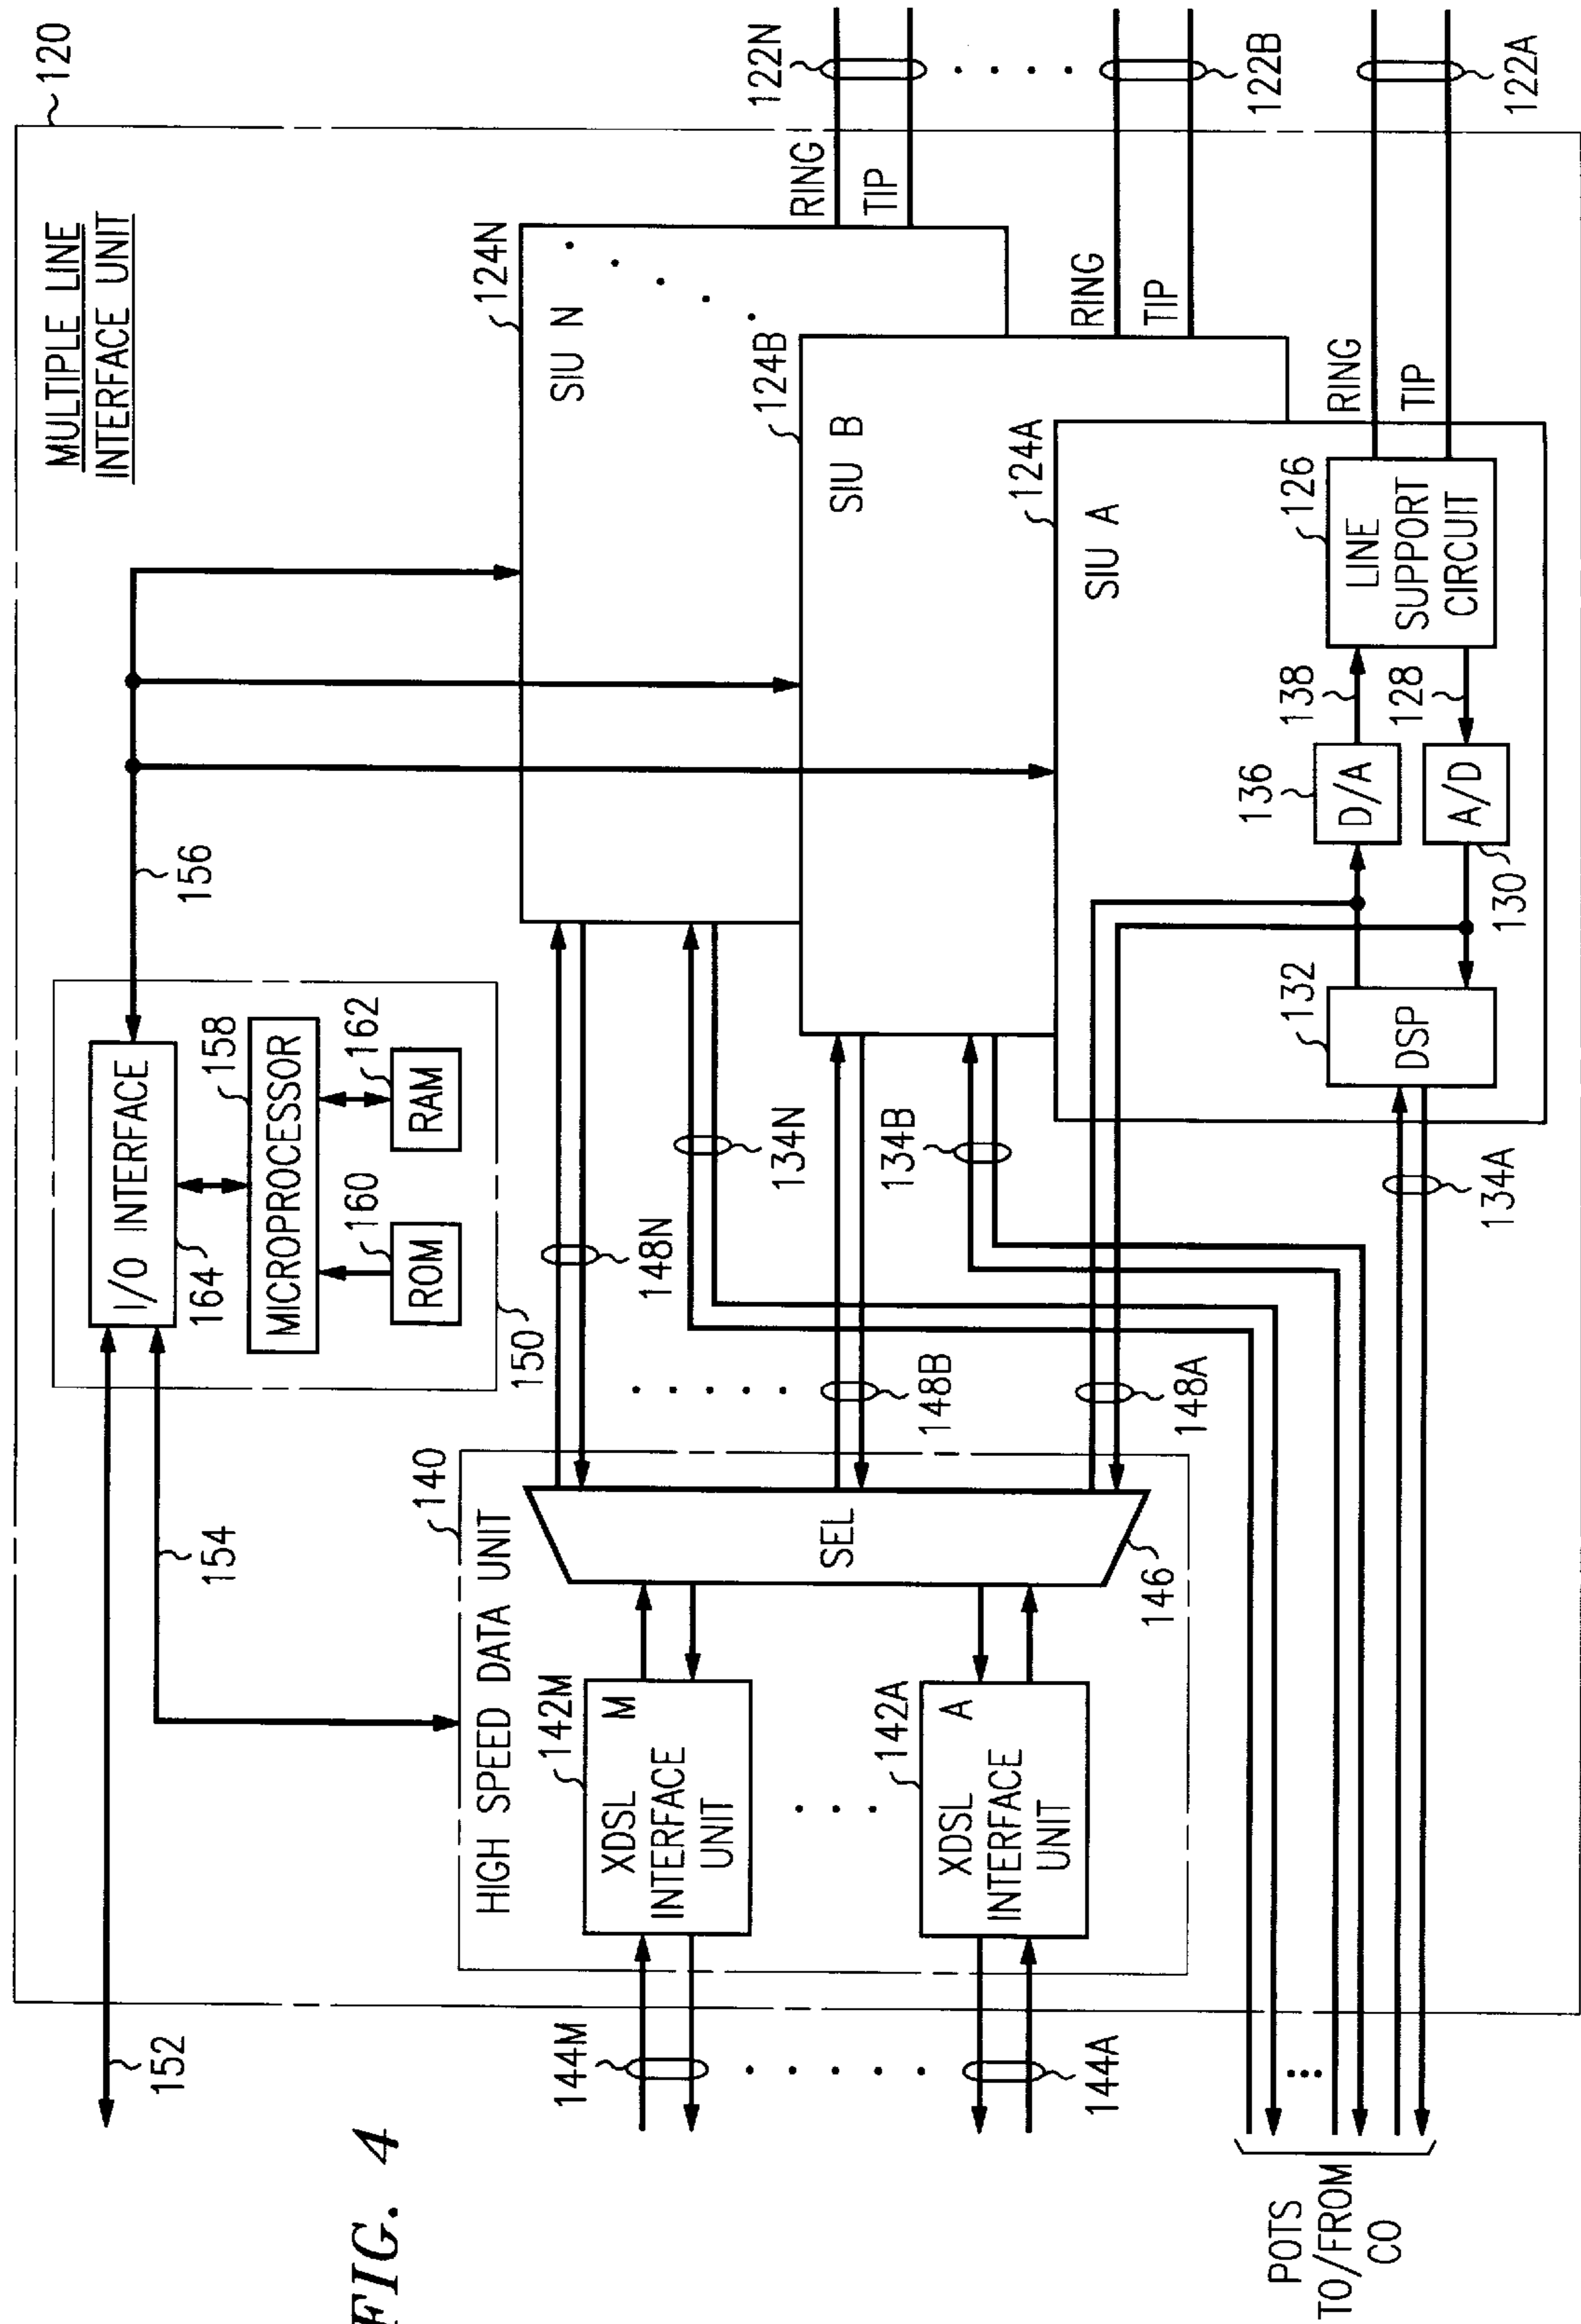 FIG. 4
120
MULTIPLE LINE
INTERFACE UNIT
152
154
156
I/O INTERFACE
164
158
MICROPROCESSOR
160
162
ROM
RAM
150
140
HIGH SPEED DATA UNIT
142M
XDSL M
INTERFACE
UNIT
142A
XDSL A
INTERFACE
UNIT
SEL
146
144M
144A
148N
148B
148A
134N
134B
134A
124N
SIU N
124B
SIU B
124A
SIU A
126
LINE
SUPPORT
CIRCUIT
138
128
136
D/A
A/D
130
132
DSP
RING
TIP
122N
RING
TIP
122B
RING
TIP
122A
POTS
TO/FROM
CO